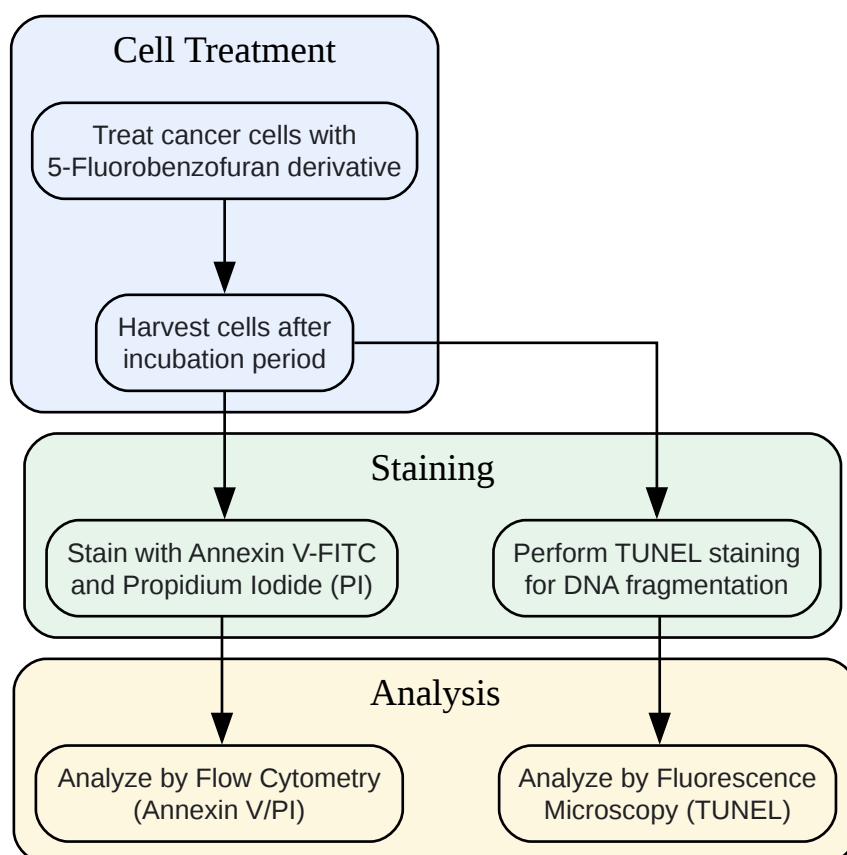 Cell Treatment
Treat cancer cells with
5-Fluorobenzofuran derivative
Harvest cells after
incubation period
Staining
Stain with Annexin V-FITC
and Propidium Iodide (PI)
Perform TUNEL staining
for DNA fragmentation
Analysis
Analyze by Flow Cytometry
(Annexin V/PI)
Analyze by Fluorescence
Microscopy (TUNEL)